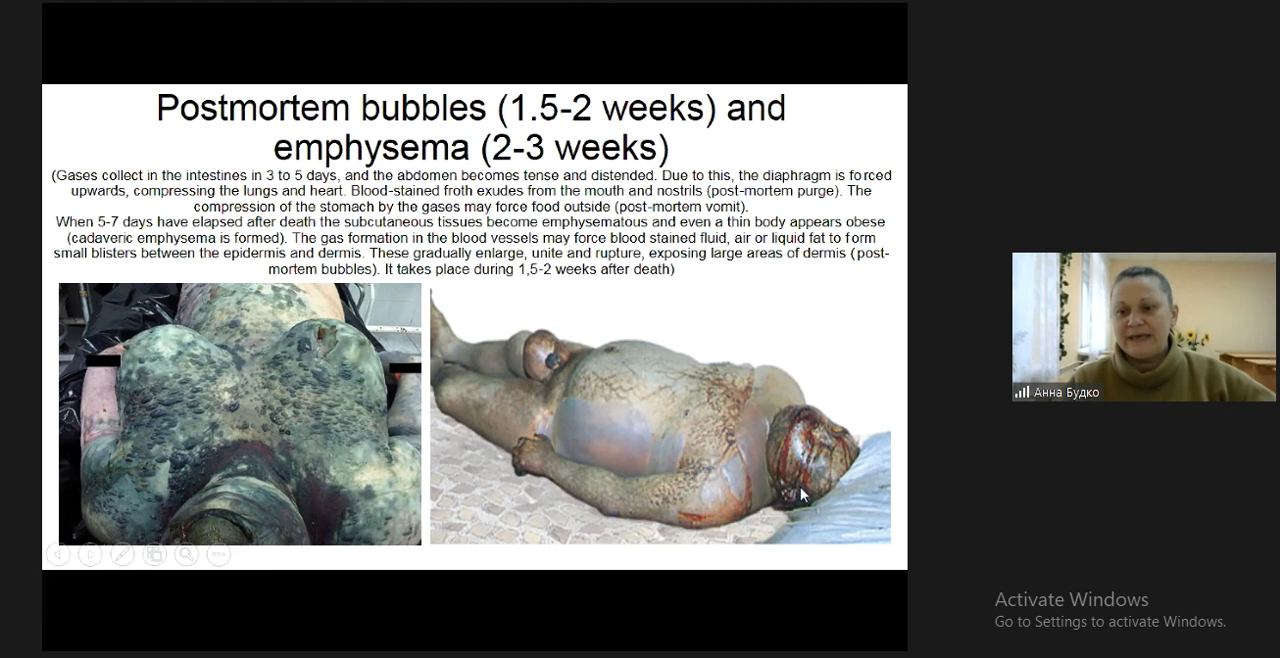 Postmortem bubbles (1.5-2 weeks) and
emphysema (2-3 weeks)
(Gases collect in the intestines in 3 to 5 days, and the abdomen becomes tense and distended. Due to this, the diaphragm is forced
upwards, compressing the lungs and heart. Blood-stained froth exudes from the mouth and nostrils (post-mortem purge). The
compression of the stomach by the gases may force food outside (post-mortem vomit).
When 5-7 days have elapsed after death the subcutaneous tissues become emphysematous and even a thin body appears obese
(cadaveric emphysema is formed). The gas formation in the blood vessels may force blood stained fluid, air or liquid fat to form
small blisters between the epidermis and dermis. These gradually enlarge, unite and rupture, exposing large areas of dermis (post-
mortem bubbles). It takes place during 1,5-2 weeks after death)
Анна Будко
Activate Windows
Go to Settings to activate Windows.